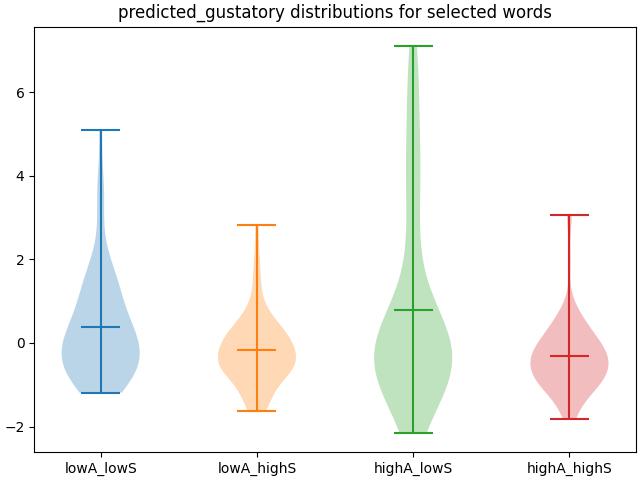 predicted_gustatory distributions for selected words
6
4
2
0
−2
lowA_lowS
lowA_highS
highA_lowS
highA_highS